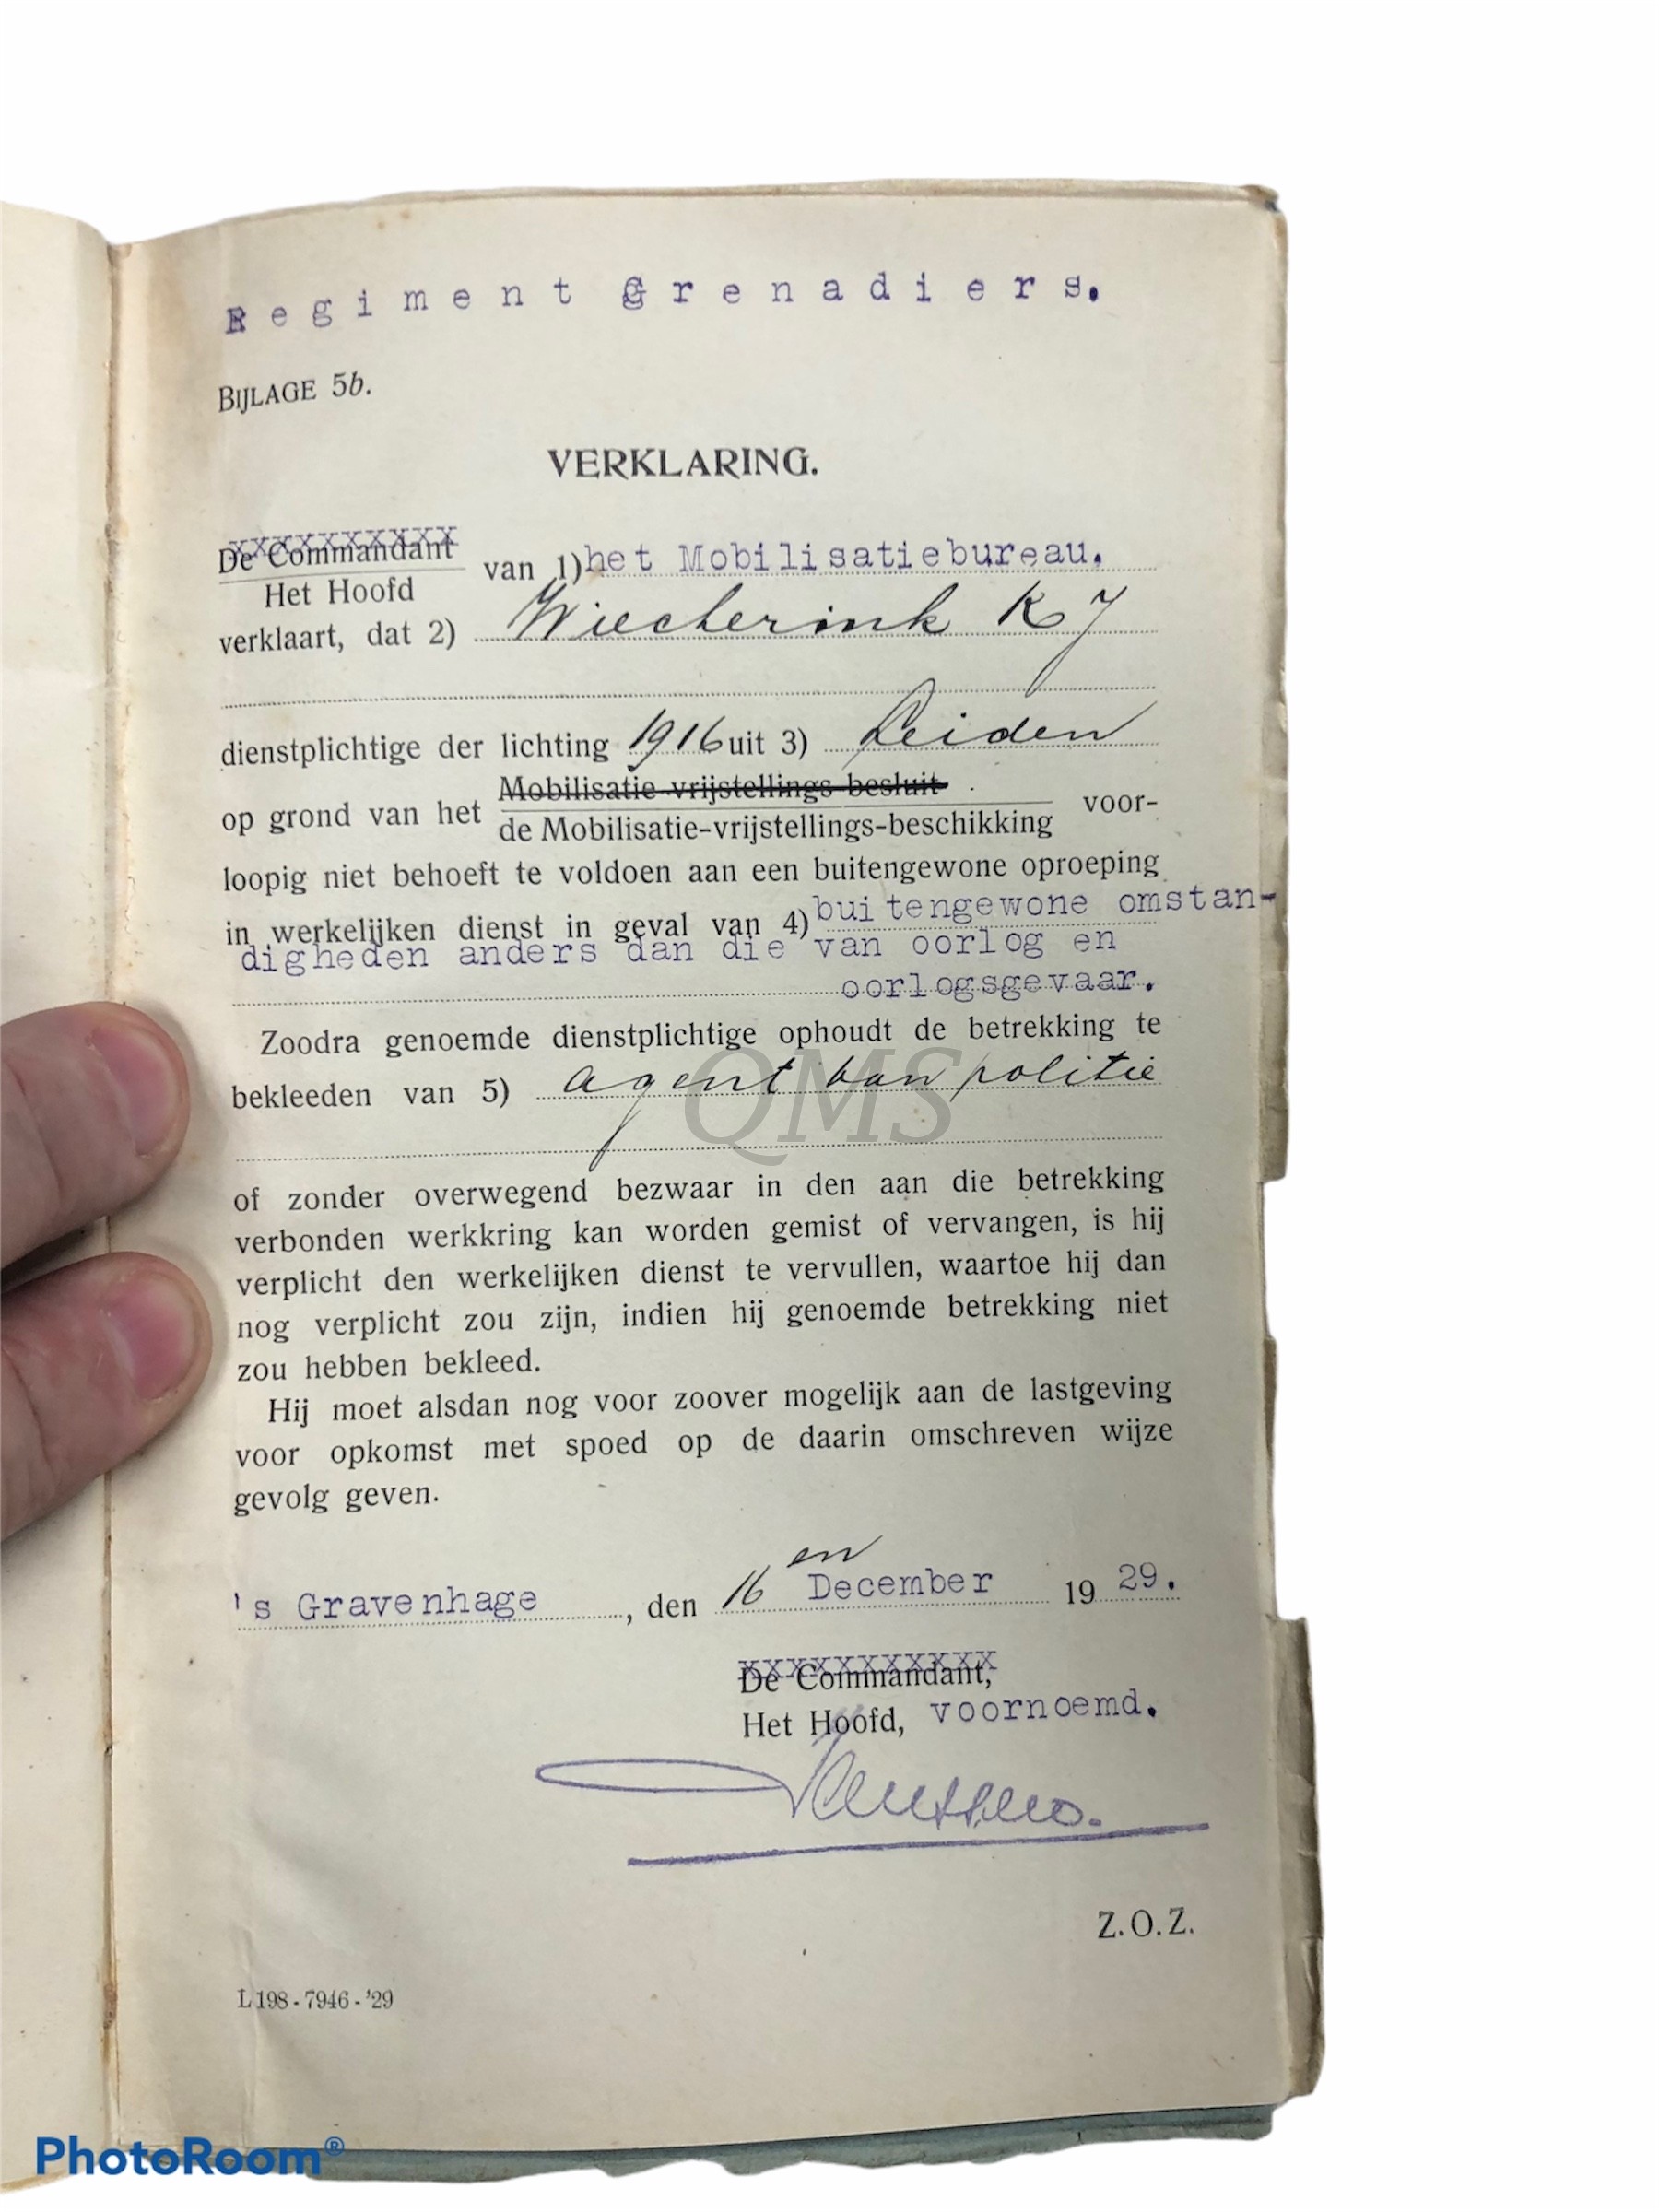 Regiment Grenadiers.
BIJLAGE 5b.
VERKLARING.
De Commandant
Het Hoofd
van 1) het Mobilisatiebureau.
verklaart, dat 2) Wiecherink K J
dienstplichtige der lichting 1916 uit 3) Leiden
Mobilisatie-vrijstellings-besluit
op grond van het de Mobilisatie-vrijstellings-beschikking voor-
loopig niet behoeft te voldoen aan een buitengewone oproeping
in werkelijken dienst in geval van 4) buitengewone omstan-
digheden anders dan die van oorlog en
oorlogsgevaar.
Zoodra genoemde dienstplichtige ophoudt de betrekking te
bekleeden van 5) agent van politie
of zonder overwegend bezwaar in den aan die betrekking
verbonden werkkring kan worden gemist of vervangen, is hij
verplicht den werkelijken dienst te vervullen, waartoe hij dan
nog verplicht zou zijn, indien hij genoemde betrekking niet
zou hebben bekleed.
Hij moet alsdan nog voor zoover mogelijk aan de lastgeving
voor opkomst met spoed op de daarin omschreven wijze
gevolg geven.
's Gravenhage, den 16 en December 1929.
De Commandant,
Het Hoofd, voornoemd.
Z.O.Z.
L 198-7946-'29
QMS
PhotoRoom®